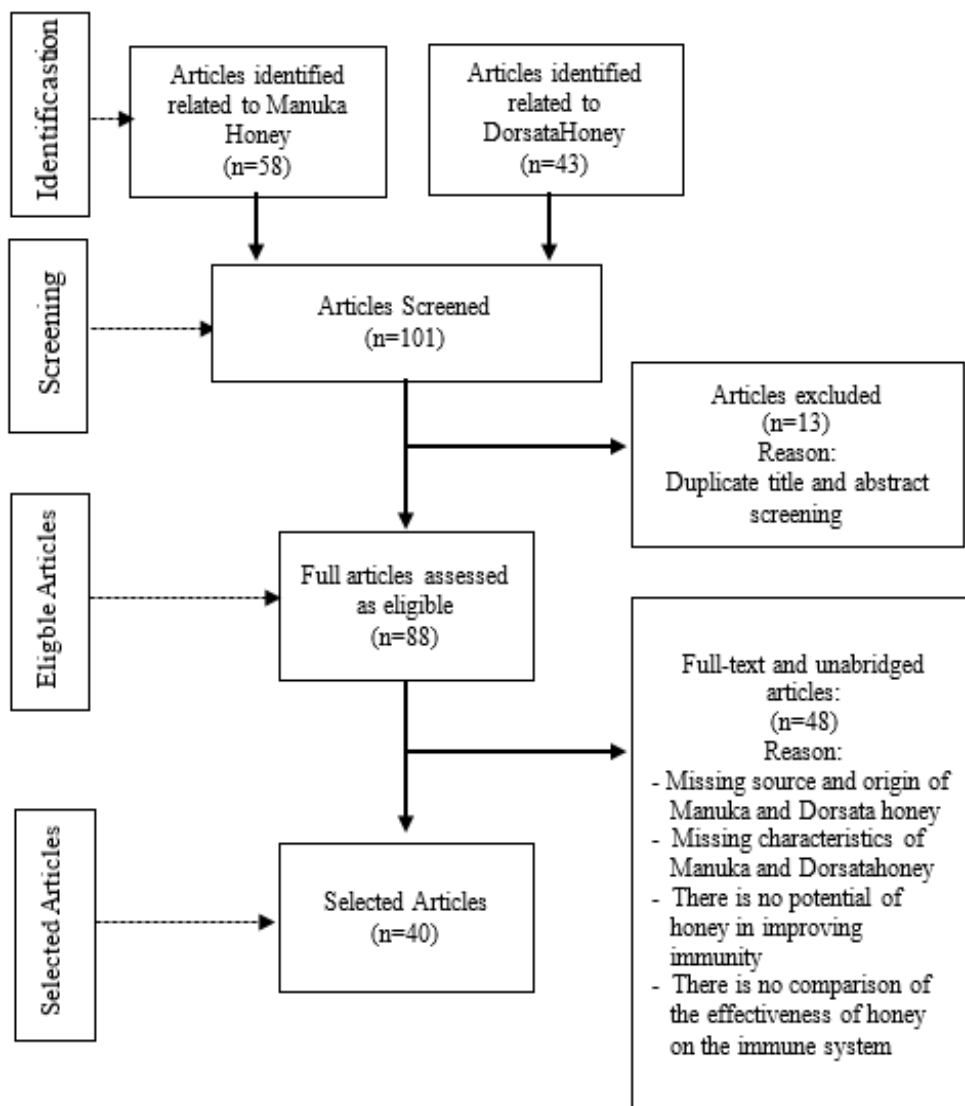 Identificastion
Articles identified
related to Manuka
Honey
(n=58)
Articles identified
related to
DorsataHoney
(n=43)
Screening
Articles Screened
(n=101)
Articles excluded
(n=13)
Reason:
Duplicate title and abstract
screening
Eligble Articles
Full articles assessed
as eligible
(n=88)
Full-text and unabridged
articles:
(n=48)
Reason:
- Missing source and origin of
Manuka and Dorsata honey
- Missing characteristics of
Manuka and Dorsatahoney
- There is no potential of
honey in improving
immunity
- There is no comparison of
the effectiveness of honey
on the immune system
Selected Articles
Selected Articles
(n=40)